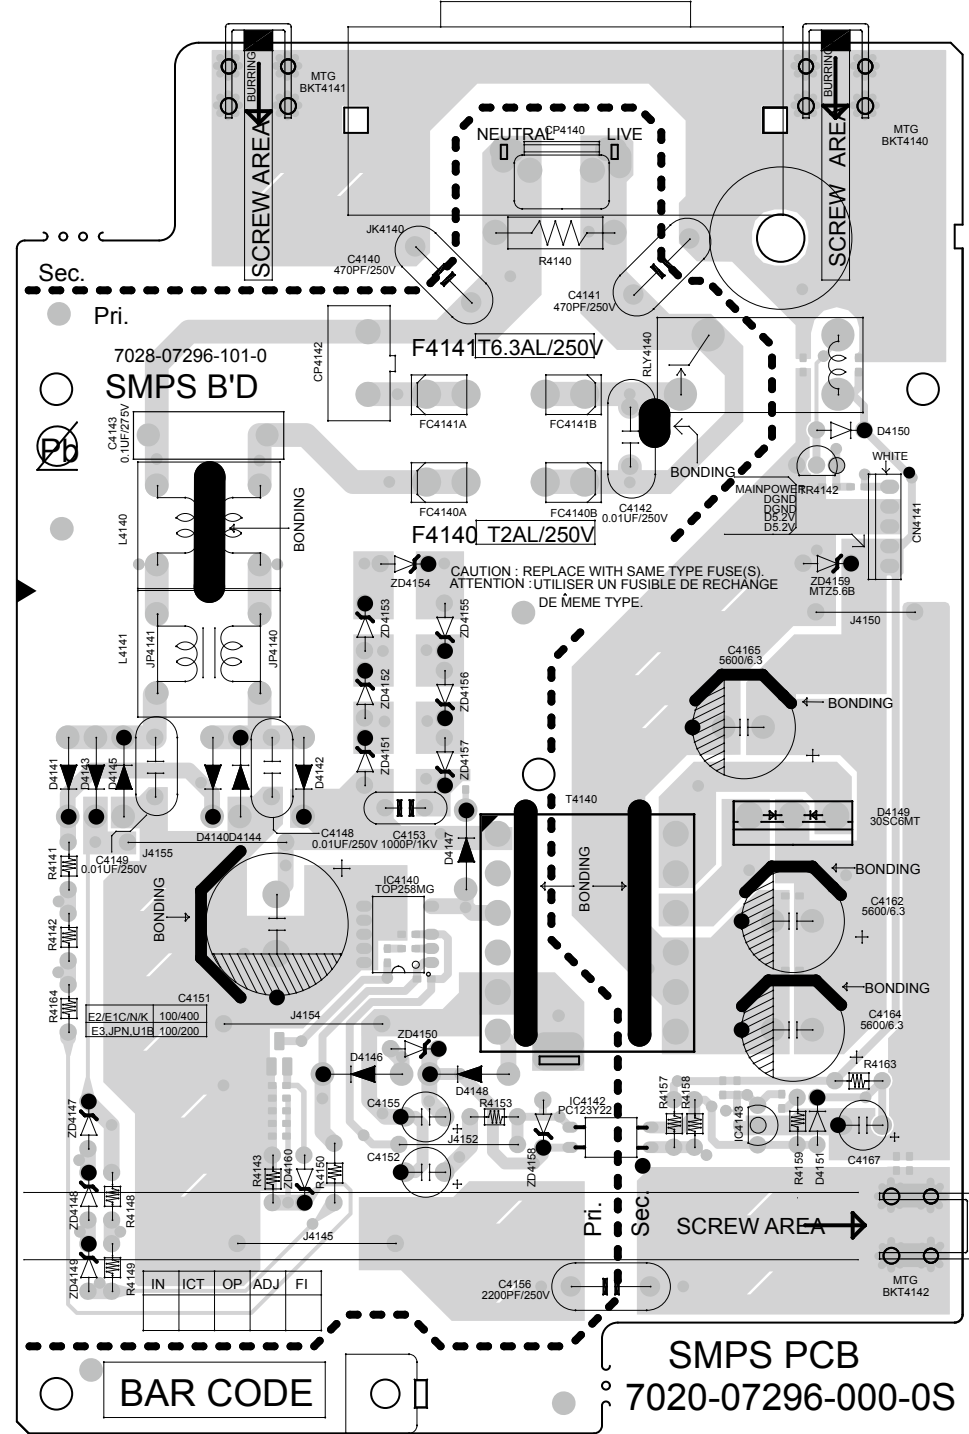 MTG
BKT4141
BURRING
SCREW AREA
BURRING
SCREW AREA
MTG
BKT4140
NEUTRAL
CP4140
LIVE
JK4140
R4140
C4140
470PF/250V
C4141
470PF/250V
Sec.
Pri.
7028-07296-101-0
SMPS B'D
CP4142
F4141
T6.3AL/250V
RLY4140
C4143
0.1UF/275V
Pb
FC4141A
FC4141B
D4150
WHITE
BONDING
MAINPOWER
DGND
DGND
D5.2V
D5.2V
TR4142
CN4141
L4140
BONDING
FC4140A
FC4140B
C4142
0.01UF/250V
F4140
T2AL/250V
ZD4154
CAUTION : REPLACE WITH SAME TYPE FUSE(S).
ATTENTION : UTILISER UN FUSIBLE DE RECHANGE
DE MEME TYPE.
ZD4159
MTZ5.6B
J4150
ZD4153
ZD4155
L4141
JP4141
JP4140
ZD4152
ZD4156
C4165
5600/6.3
BONDING
ZD4151
ZD4157
D4141
D4143
D4145
D4142
T4140
D4149
30SC6MT
D4140
D4144
C4148
0.01UF/250V
C4153
1000P/1KV
D4147
C4149
0.01UF/250V
J4155
R4141
IC4140
TOP258MG
BONDING
BONDING
BONDING
C4162
5600/6.3
R4142
R4164
C4151
E2/E1C/N/K 100/400
E3,JPN,U1B 100/200
J4154
BONDING
C4164
5600/6.3
ZD4150
D4146
D4148
R4163
C4155
R4153
IC4142
PC123Y22
R4157
R4158
IC4143
ZD4147
J4152
ZD4158
R4159
D4151
C4167
C4152
R4143
ZD4160
R4150
ZD4148
R4148
Pri.
Sec.
SCREW AREA
J4145
ZD4149
R4149
IN ICT OP ADJ FI
C4156
2200PF/250V
MTG
BKT4142
SMPS PCB
BAR CODE
7020-07296-000-0S